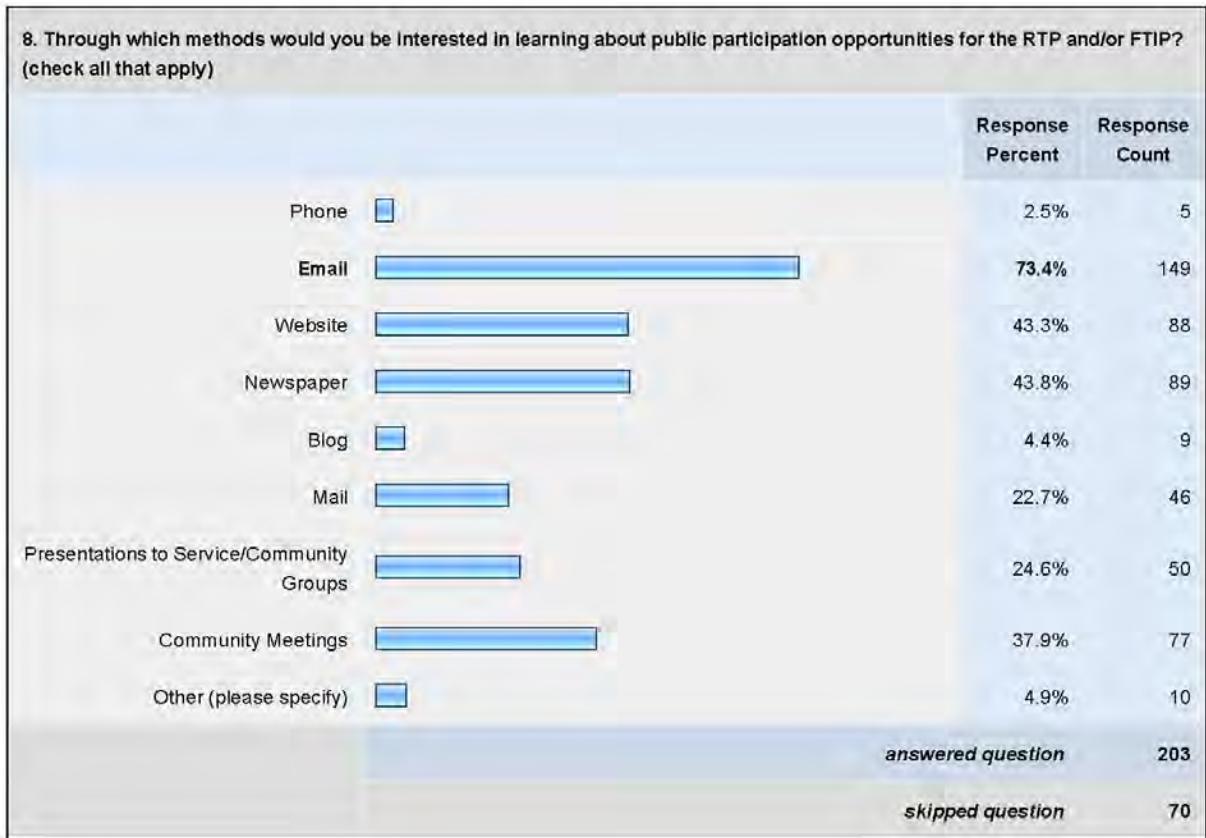 8. Through which methods would you be interested in learning about public participation opportunities for the RTP and/or FTIP?
(check all that apply)
Response Percent Response Count
Phone 2.5% 5
Email 73.4% 149
Website 43.3% 88
Newspaper 43.8% 89
Blog 4.4% 9
Mail 22.7% 46
Presentations to Service/Community
Groups 24.6% 50
Community Meetings 37.9% 77
Other (please specify) 4.9% 10
answered question 203
skipped question 70